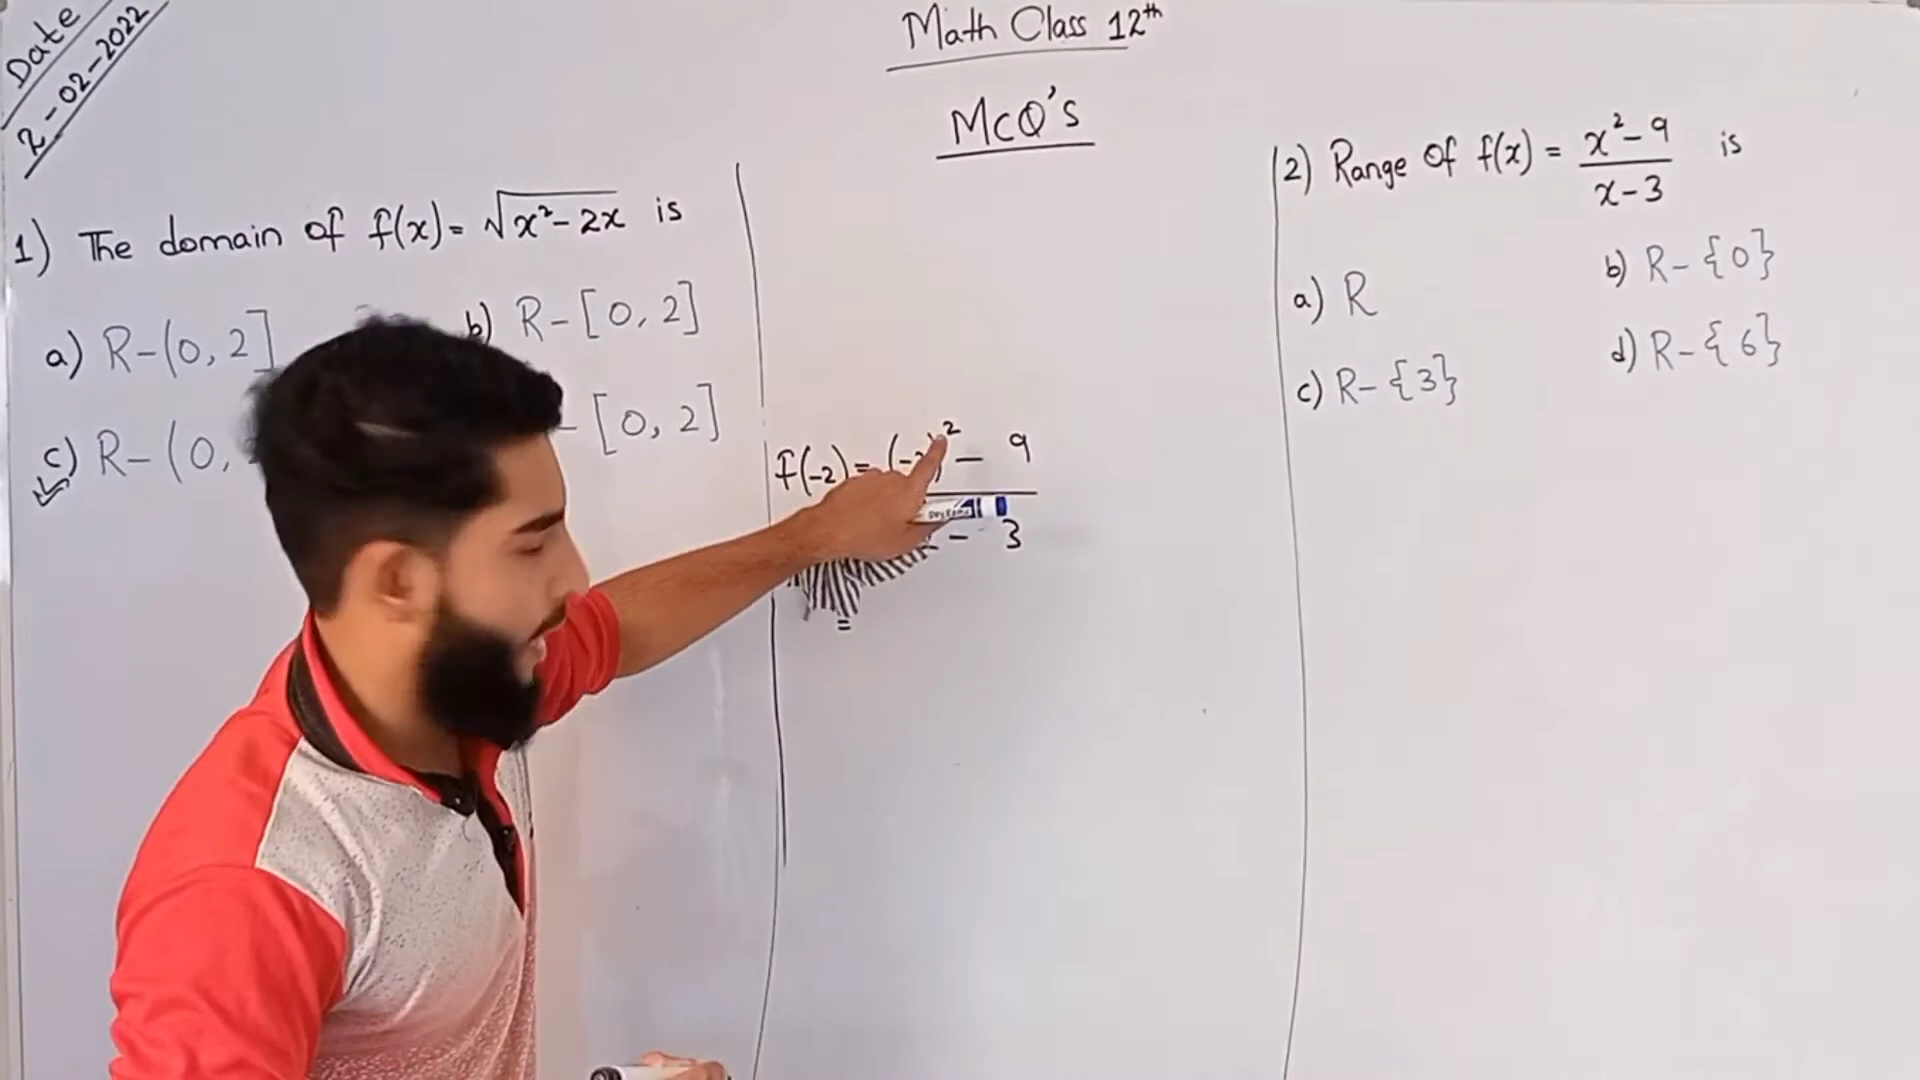 Date
2-02-2022
Math Class 12th
MCQ's
1) The domain of f(x) = √x²-2x is
a) R-(0, 2]
b) R-[0, 2]
c) R-(0,
[0, 2]
f(-2) = (-2)² - 9
- 3
=
2) Range of f(x) = x²-9 / x-3 is
a) R
b) R-{0}
c) R-{3}
d) R-{6}